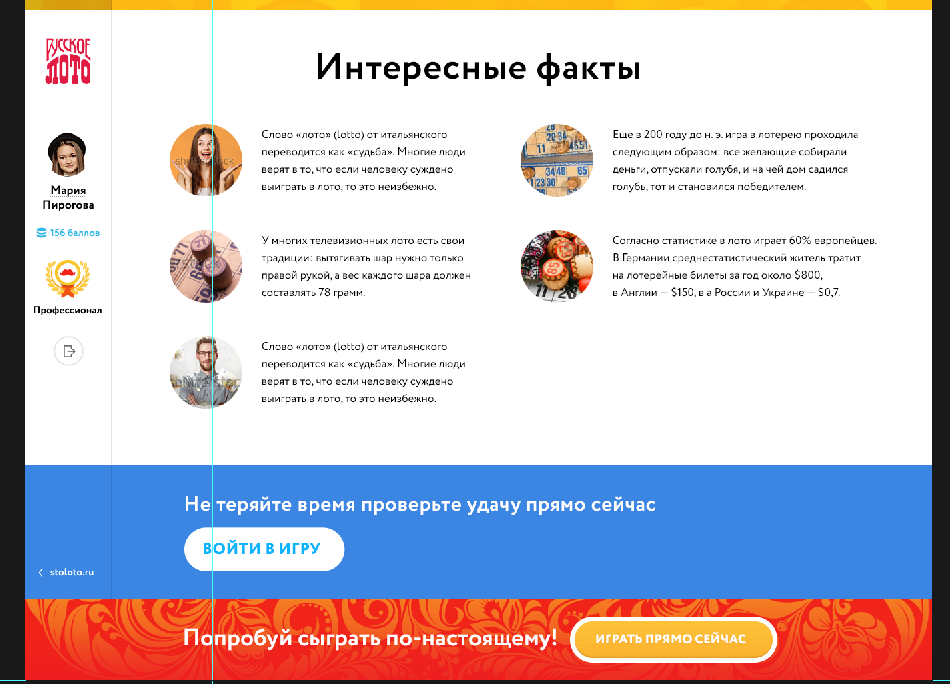 РУССКОЕ
ЛОТО
Мария
Пирогова
156 баллов
Профессионал
stoloto.ru
Интересные факты
Слово «лото» (lotto) от итальянского
переводится как «судьба». Многие люди
верят в то, что если человеку суждено
выиграть в лото, то это неизбежно.
Еще в 200 году до н. э. игра в лотерею проходила
следующим образом: все желающие собирали
деньги, отпускали голубя, и на чей дом садился
голубь, тот и становился победителем.
У многих телевизионных лото есть свои
традиции: вытягивать шар нужно только
правой рукой, а вес каждого шара должен
составлять 78 грамм.
Согласно статистике в лото играет 60% европейцев.
В Германии среднестатистический житель тратит
на лотерейные билеты за год около $800,
в Англии — $150, в а России и Украине — $0,7.
Слово «лото» (lotto) от итальянского
переводится как «судьба». Многие люди
верят в то, что если человеку суждено
выиграть в лото, то это неизбежно.
Не теряйте время проверьте удачу прямо сейчас
ВОЙТИ В ИГРУ
Попробуй сыграть по-настоящему!
ИГРАТЬ ПРЯМО СЕЙЧАС